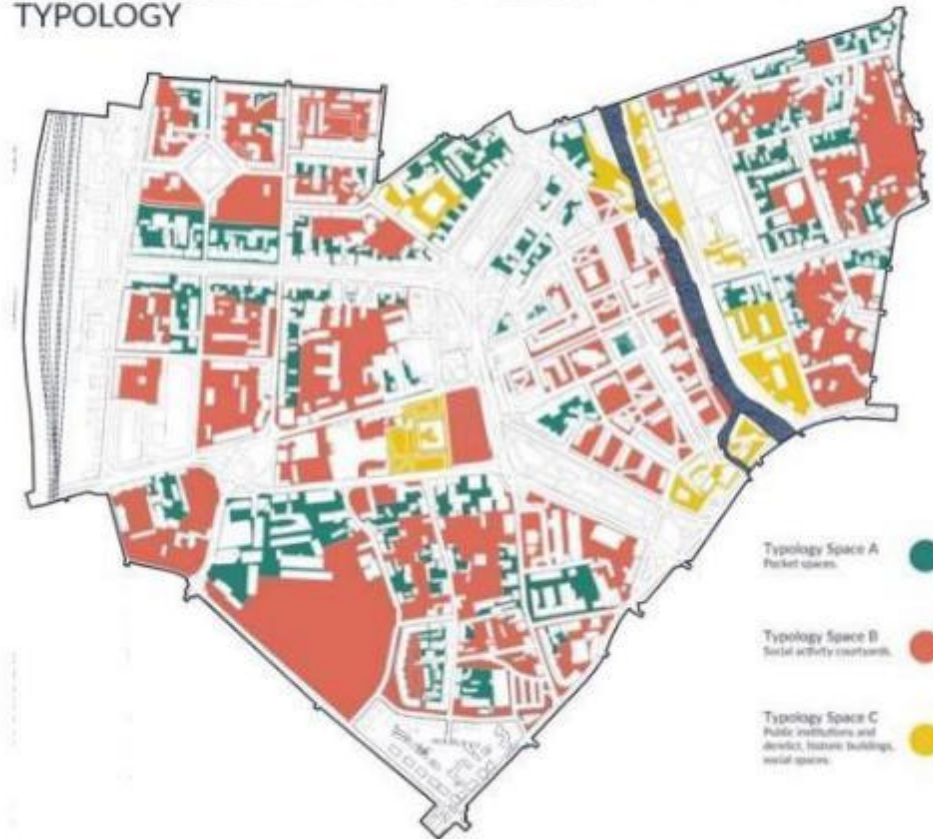 TYPOLOGY
Typology Space A
Pocket spaces.
Typology Space B
Social activity courtyards.
Typology Space C
Public institutions and
derelict, historic buildings,
social spaces.